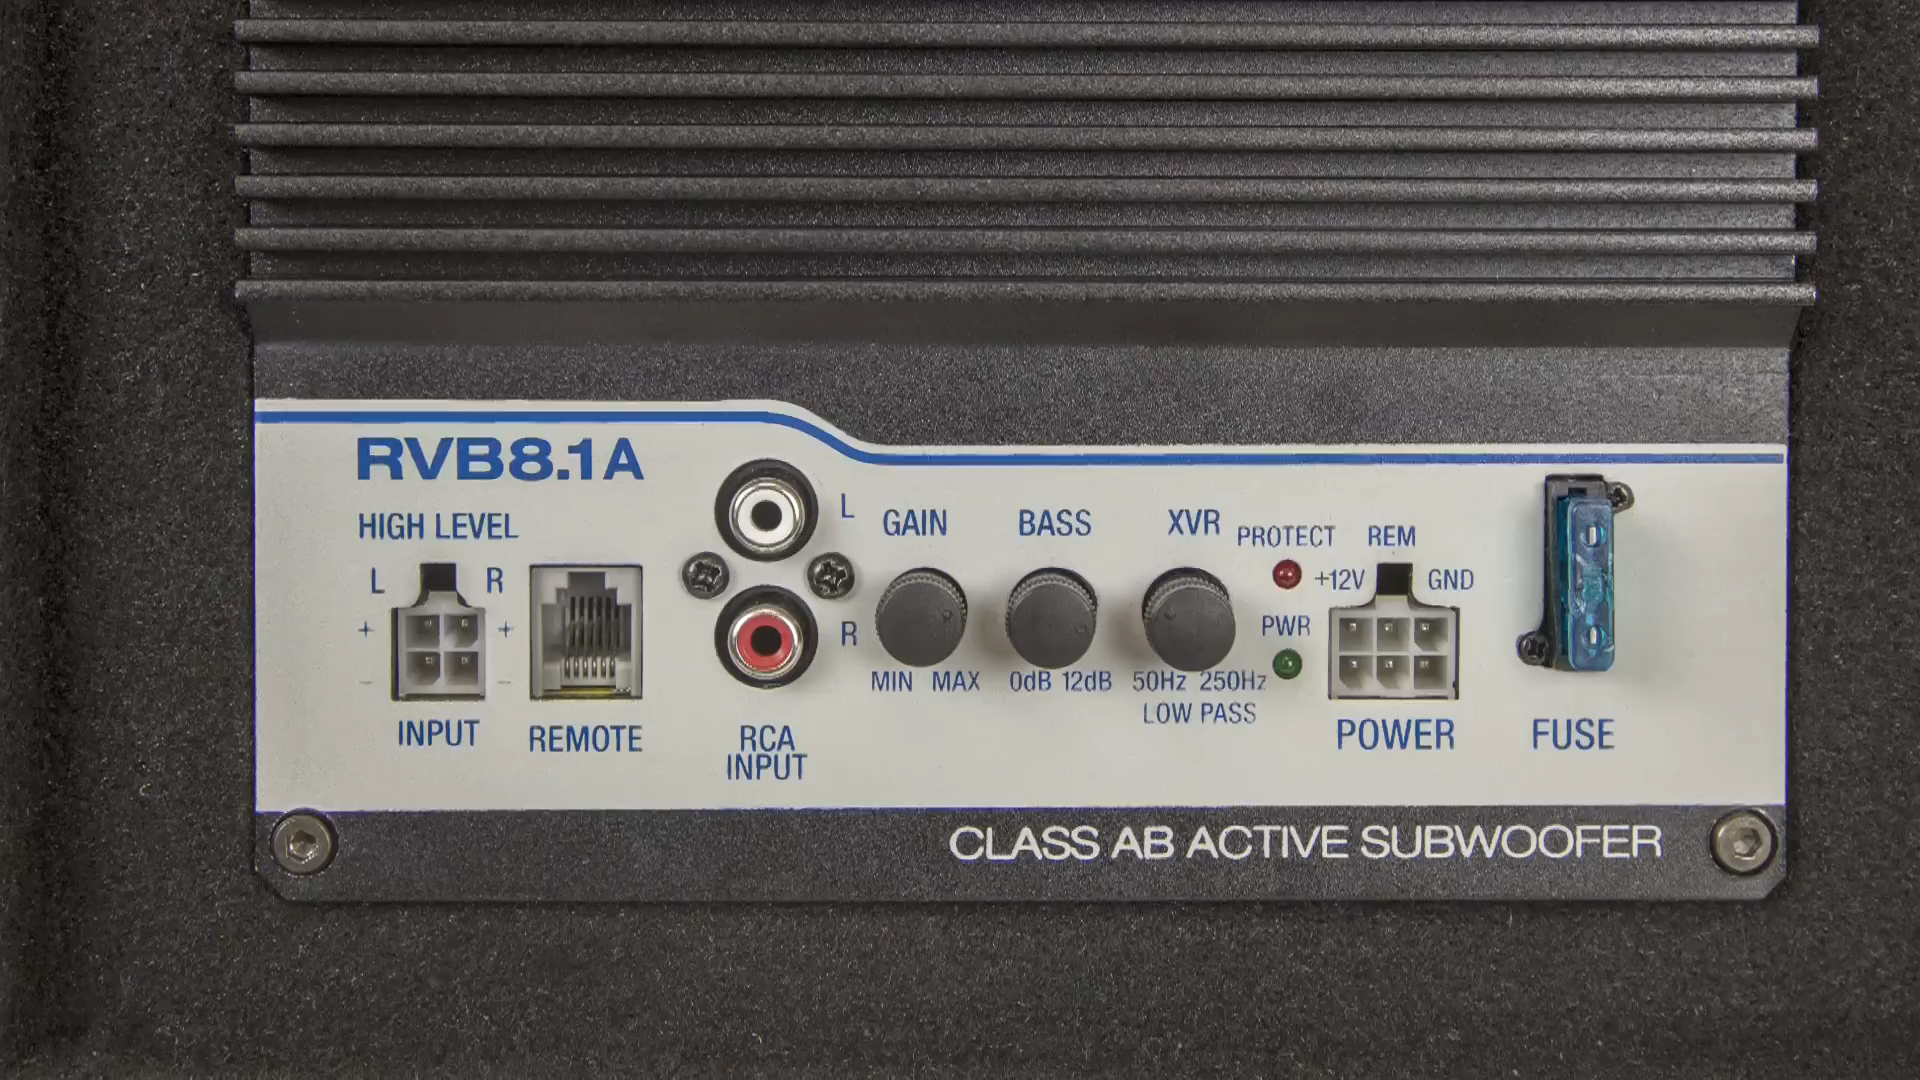 RVB8.1A
HIGH LEVEL
L R
+ +
- -
INPUT
REMOTE
L
R
RCA
INPUT
GAIN
MIN MAX
BASS
0dB 12dB
XVR
50Hz 250Hz
LOW PASS
PROTECT
PWR
REM
+12V GND
POWER
FUSE
CLASS AB ACTIVE SUBWOOFER